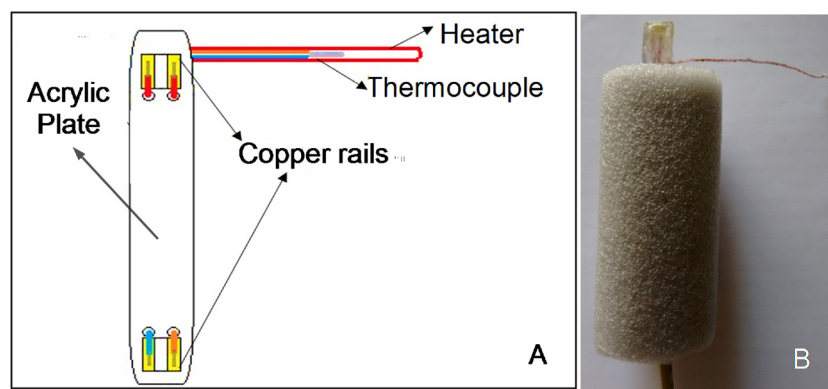 Heater
Thermocouple
Acrylic
Plate
Copper rails
A
B